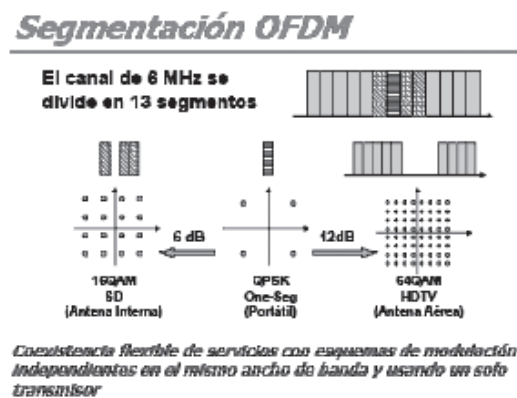 Segmentación OFDM
El canal de 6 MHz se
divide en 13 segmentos
6 dB
12dB
16QAM
SD
(Antena Interna)
QPSK
One-Seg
(Portátil)
64QAM
HDTV
(Antena Aérea)
Coexistencia flexible de servicios con esquemas de modulación
independientes en el mismo ancho de banda y usando un solo
transmisor